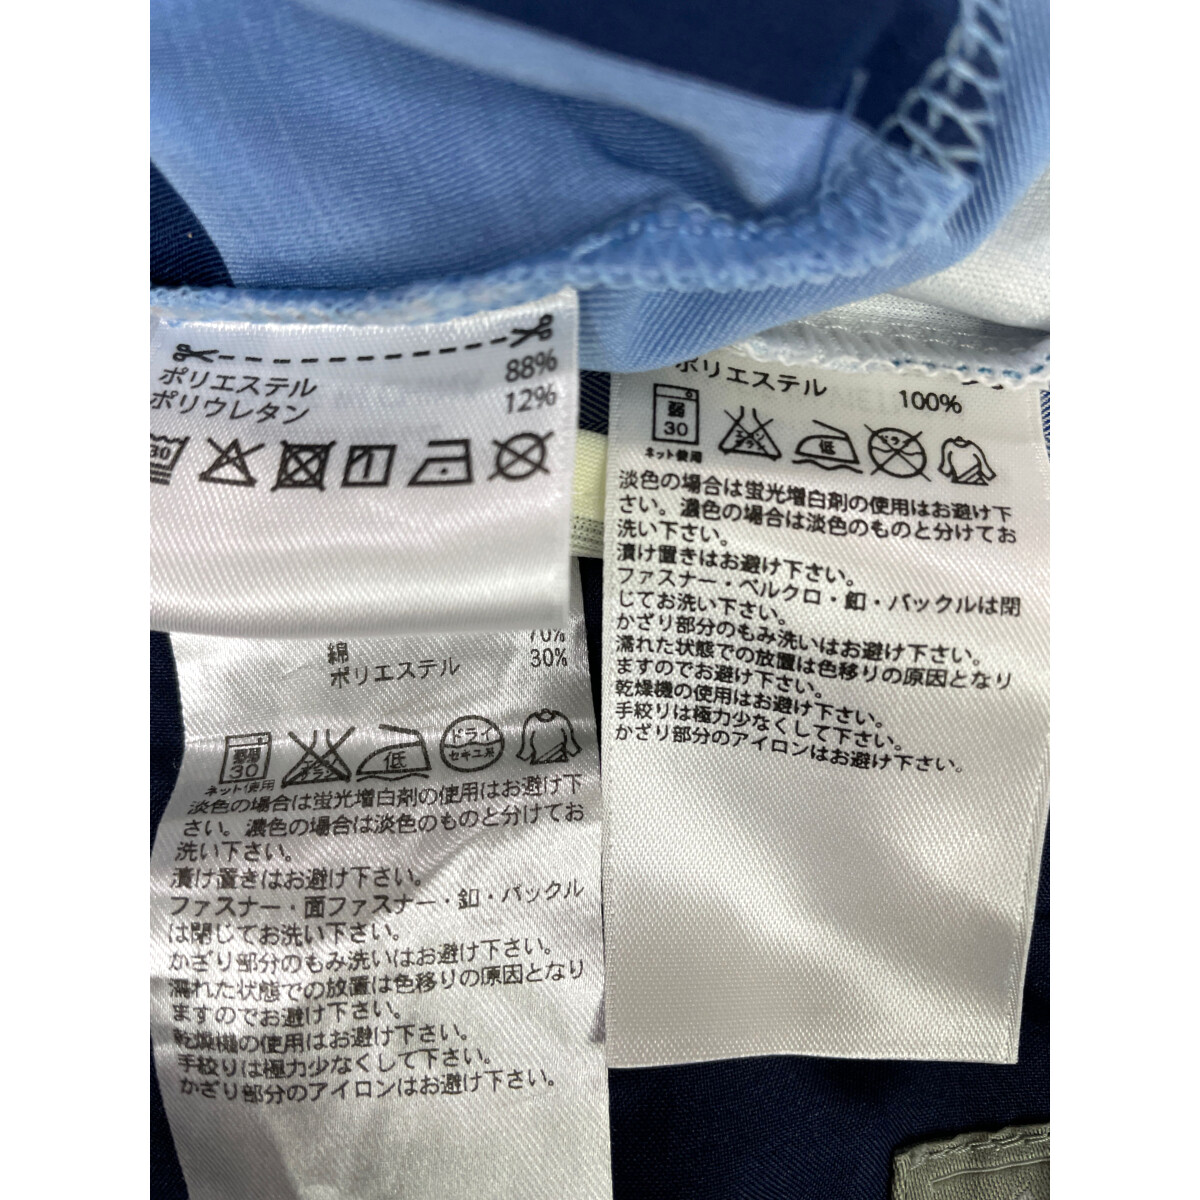 ポリエステル 88%
ポリウレタン 12%
30
ポリエステル 100%
弱
30
ネット使用
エンソ
サラシ
低
ドライ
淡色の場合は蛍光増白剤の使用はお避け下
さい。濃色の場合は淡色のものと分けてお
洗い下さい。
漬け置きはお避け下さい。
ファスナー・ベルクロ・釦・バックルは閉
じてお洗い下さい。
かざり部分のもみ洗いはお避け下さい。
濡れた状態での放置は色移りの原因となり
ますのでお避け下さい。
乾燥機の使用はお避け下さい。
手絞りは極力少なくして下さい。
かざり部分のアイロンはお避け下さい。
綿 70%
ポリエステル 30%
30
ネット使用
低
ドライ
セキユ系
淡色の場合は蛍光増白剤の使用はお避け下
さい。濃色の場合は淡色のものと分けてお
洗い下さい。
漬け置きはお避け下さい。
ファスナー・面ファスナー・釦・バックル
は閉じてお洗い下さい。
かざり部分のもみ洗いはお避け下さい。
濡れた状態での放置は色移りの原因となり
ますのでお避け下さい。
乾燥機の使用はお避け下さい。
手絞りは極力少なくして下さい。
かざり部分のアイロンはお避け下さい。